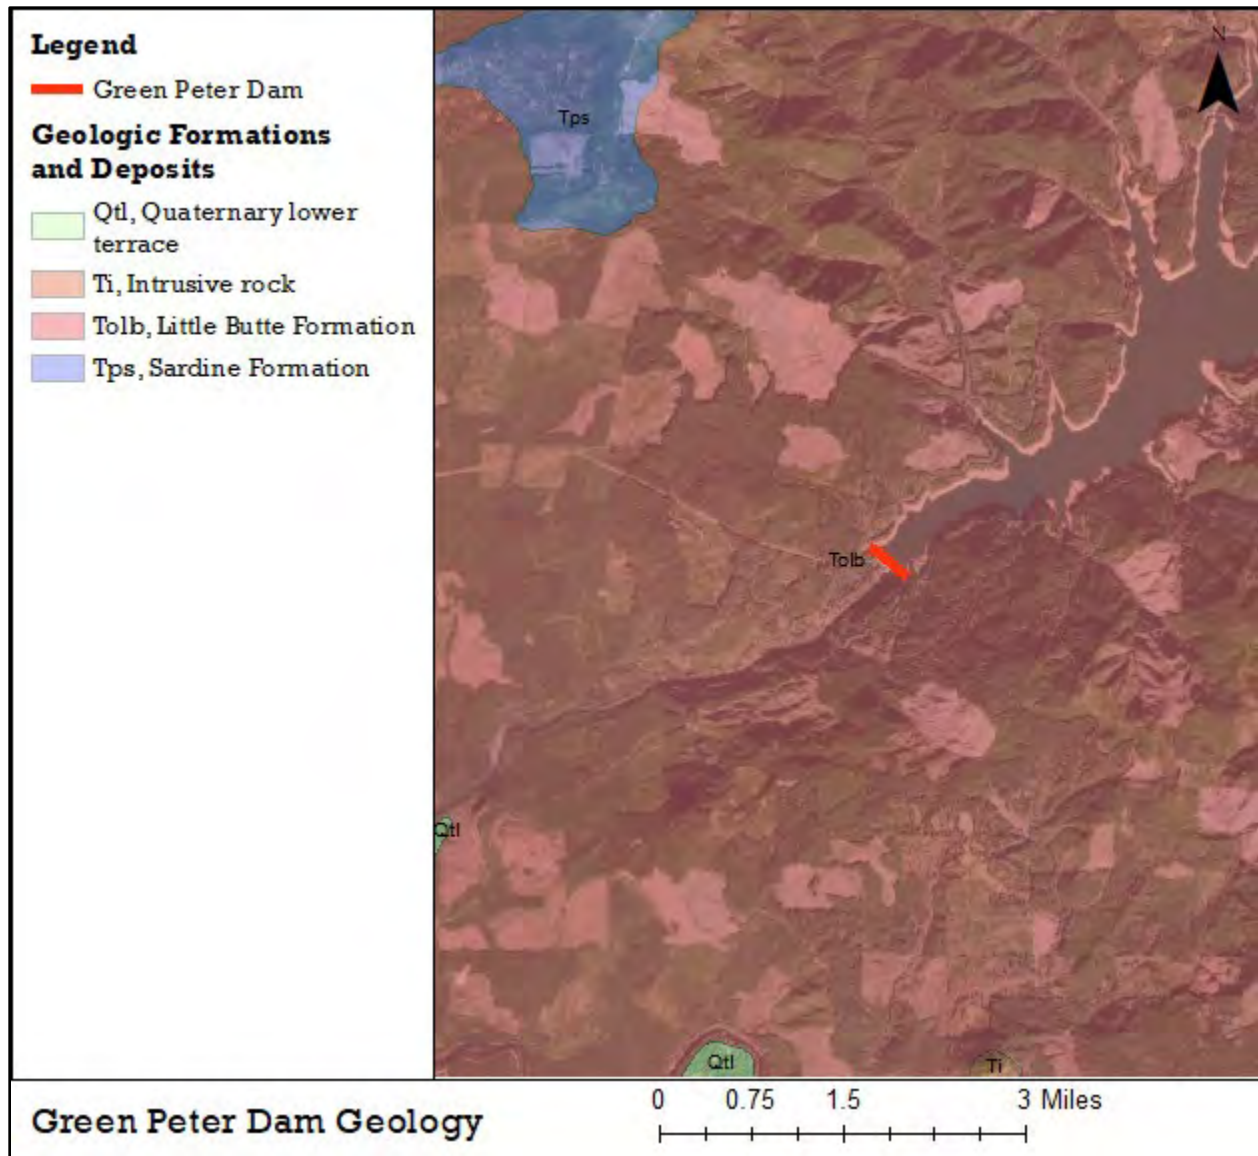 Legend
Green Peter Dam
Geologic Formations
and Deposits
Qtl, Quaternary lower
terrace
Ti, Intrusive rock
Tolb, Little Butte Formation
Tps, Sardine Formation
N
Tps
Tolb
Qtl
Qtl
Ti
Green Peter Dam Geology
0 0.75 1.5 3 Miles